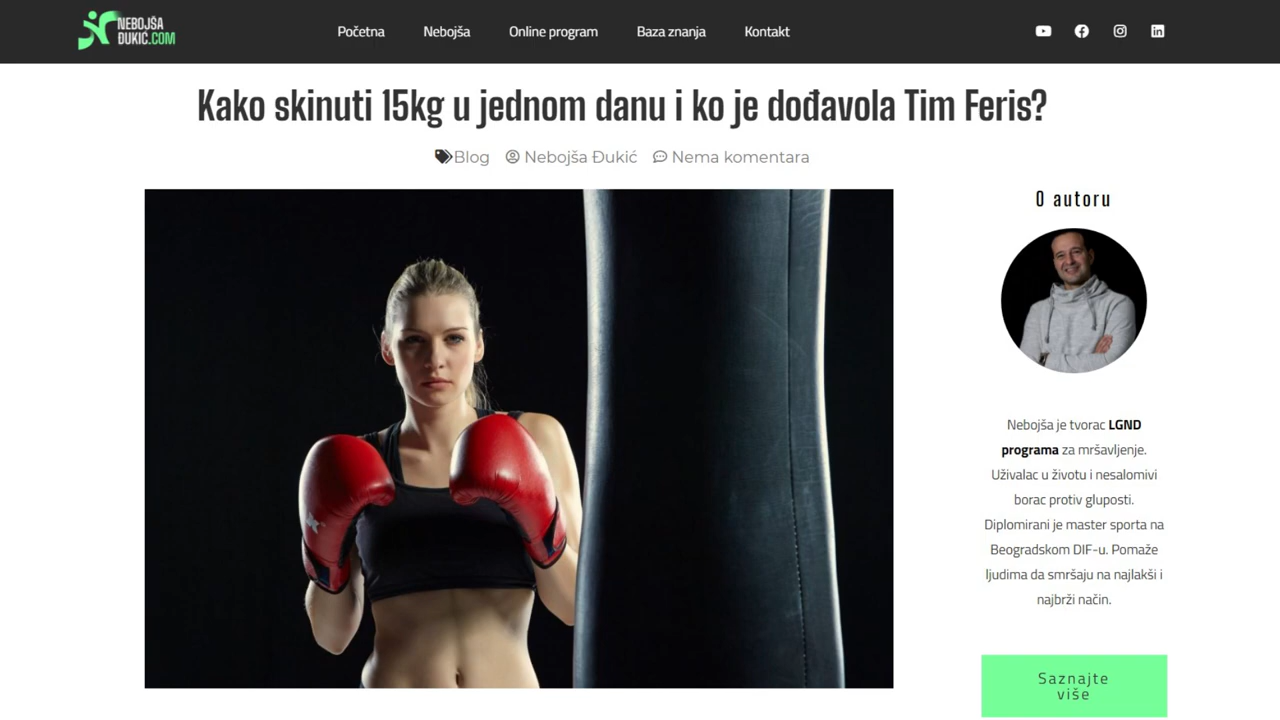 NEBOJŠA
ĐUKIĆ.COM
Početna
Nebojša
Online program
Baza znanja
Kontakt
Kako skinuti 15kg u jednom danu i ko je dođavola Tim Feris?
Blog
Nebojša Đukić
Nema komentara
O autoru
Nebojša je tvorac LGND
programa za mršavljenje.
Uživalac u životu i nesalomivi
borac protiv gluposti.
Diplomirani je master sporta na
Beogradskom DIF-u. Pomaže
ljudima da smršaju na najlakši i
najbrži način.
Saznajte
više